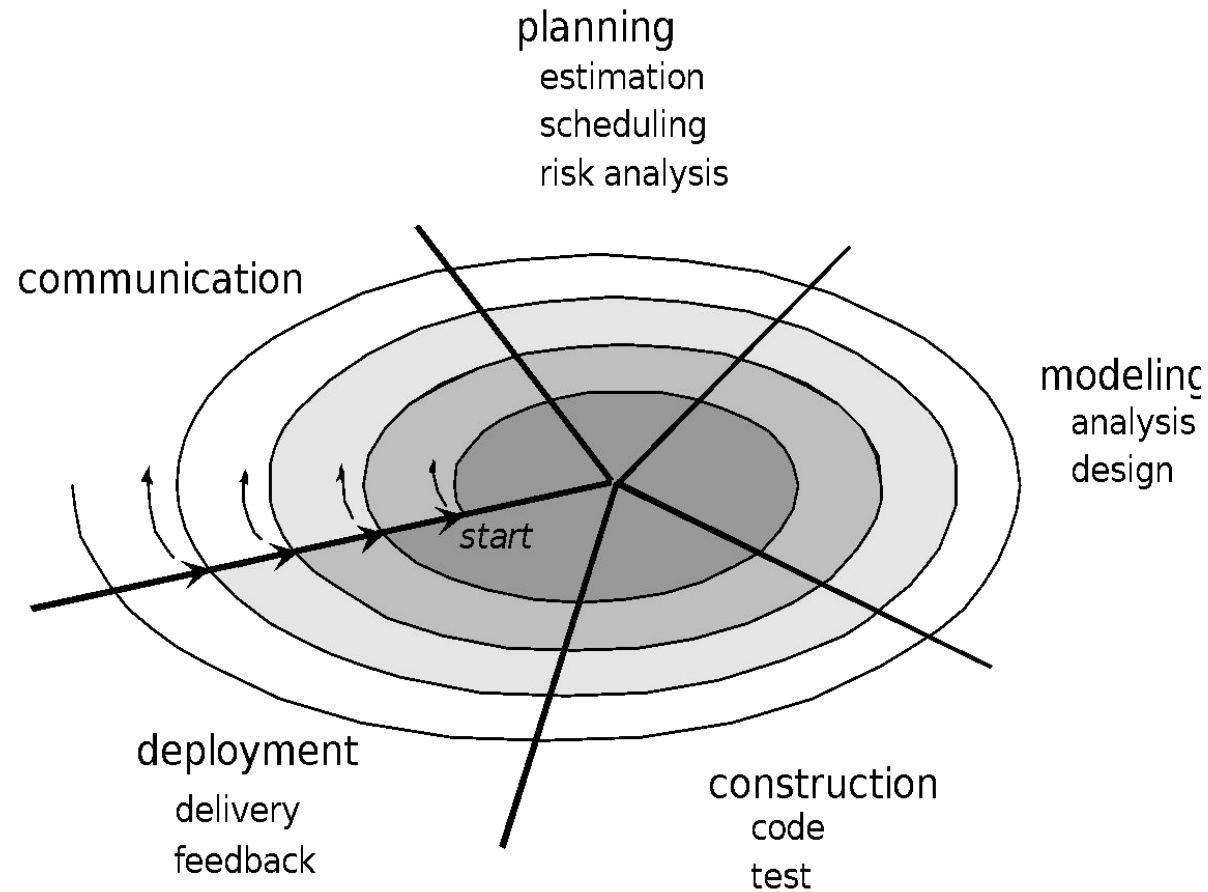 planning
estimation
scheduling
risk analysis
communication
modeling
analysis
design
start
deployment
delivery
feedback
construction
code
test